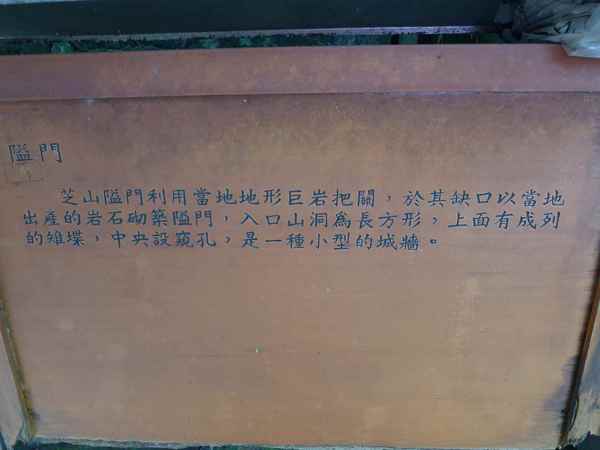 隘門
芝山隘門利用當地地形巨岩把關，於其缺口以當地
出產的岩石砌築隘門，入口山洞為長方形，上面有成列
的雉堞，中央設窺孔，是一種小型的城牆。